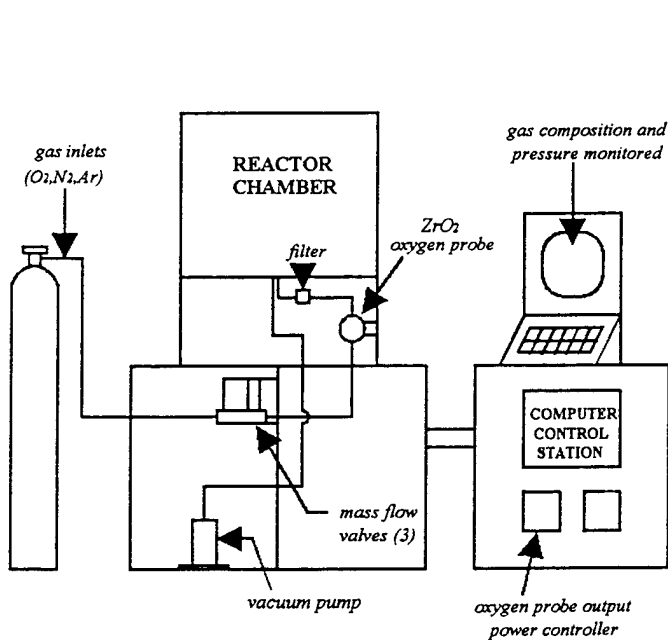 gas composition and
pressure monitored
gas inlets
(O2,N2,Ar)
REACTOR
CHAMBER
ZrO2
oxygen probe
filter
COMPUTER
CONTROL
STATION
mass flow
valves (3)
vacuum pump
oxygen probe output
power controller